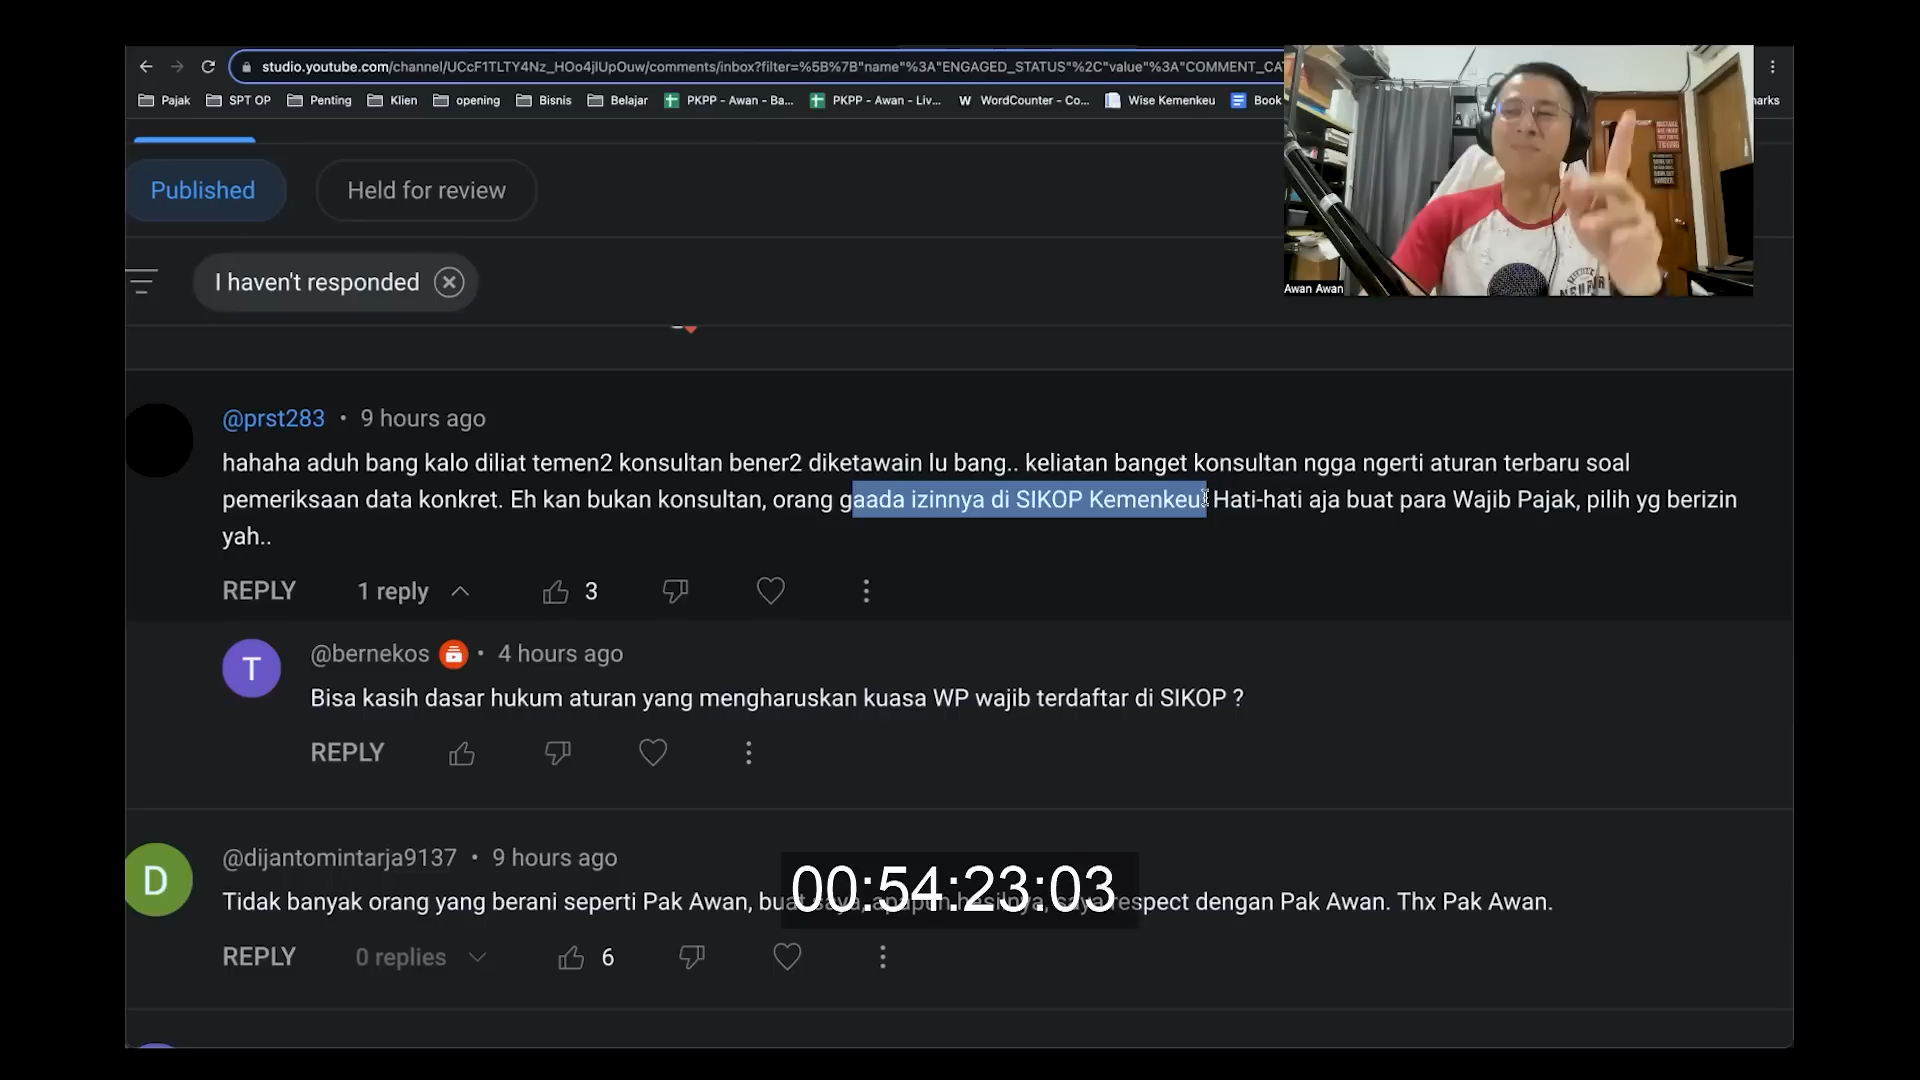 studio.youtube.com/channel/UCcF1TLTY4Nz_HOo4jlUpOuw/comments/inbox?filter=%5B%7B"name"%3A"ENGAGED_STATUS"%2C"value"%3A"COMMENT_CAT
Pajak SPT OP Penting Klien opening Bisnis Belajar PKPP - Awan - Ba... PKPP - Awan - Liv... WordCounter - Co... Wise Kemenkeu Book
Awan Awan
Published Held for review
I haven't responded
@prst283 • 9 hours ago
hahaha aduh bang kalo diliat temen2 konsultan bener2 diketawain lu bang.. keliatan banget konsultan ngga ngerti aturan terbaru soal
pemeriksaan data konkret. Eh kan bukan konsultan, orang gaada izinnya di SIKOP Kemenkeu. Hati-hati aja buat para Wajib Pajak, pilih yg berizin
yah..
REPLY 1 reply 3
T
@bernekos • 4 hours ago
Bisa kasih dasar hukum aturan yang mengharuskan kuasa WP wajib terdaftar di SIKOP ?
REPLY
D
@dijantomintarja9137 • 9 hours ago
Tidak banyak orang yang berani seperti Pak Awan, buat saya, apapun hasilnya, saya respect dengan Pak Awan. Thx Pak Awan.
00:54:23:03
REPLY 0 replies 6